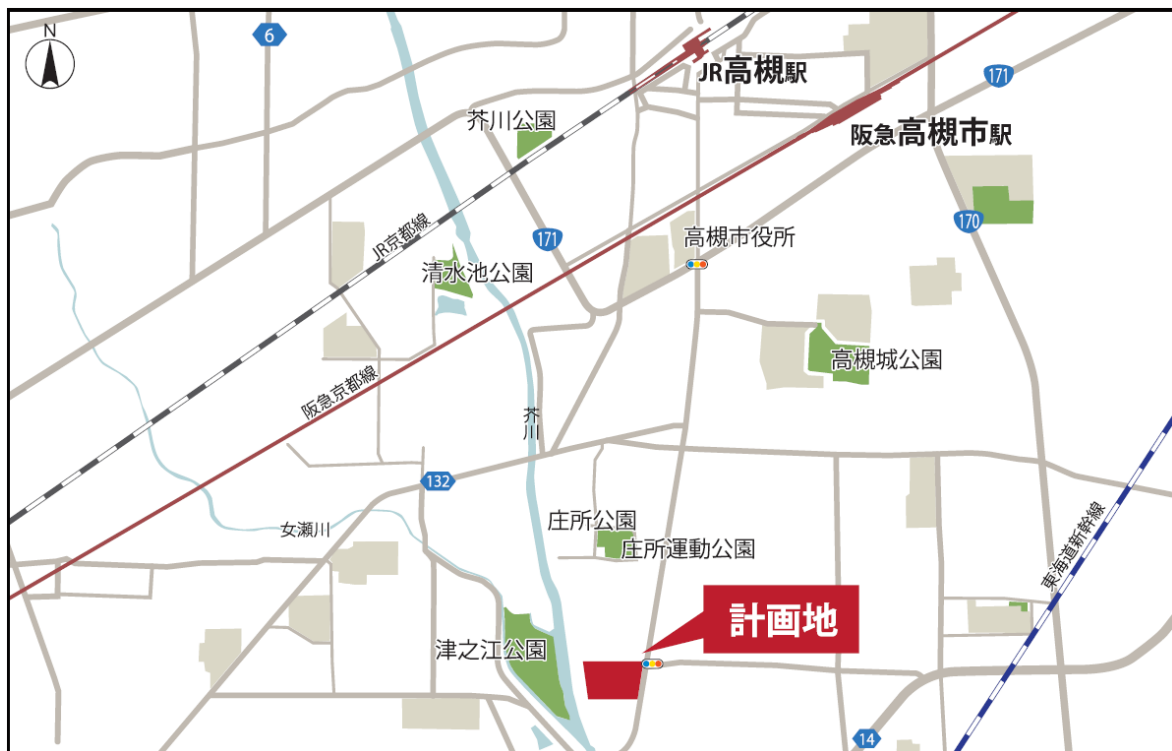 N
6
JR高槻駅
171
阪急高槻市駅
芥川公園
170
JR京都線
171
高槻市役所
清水池公園
高槻城公園
阪急京都線
芥川
132
東海道新幹線
庄所公園
女瀬川
庄所運動公園
計画地
津之江公園
14